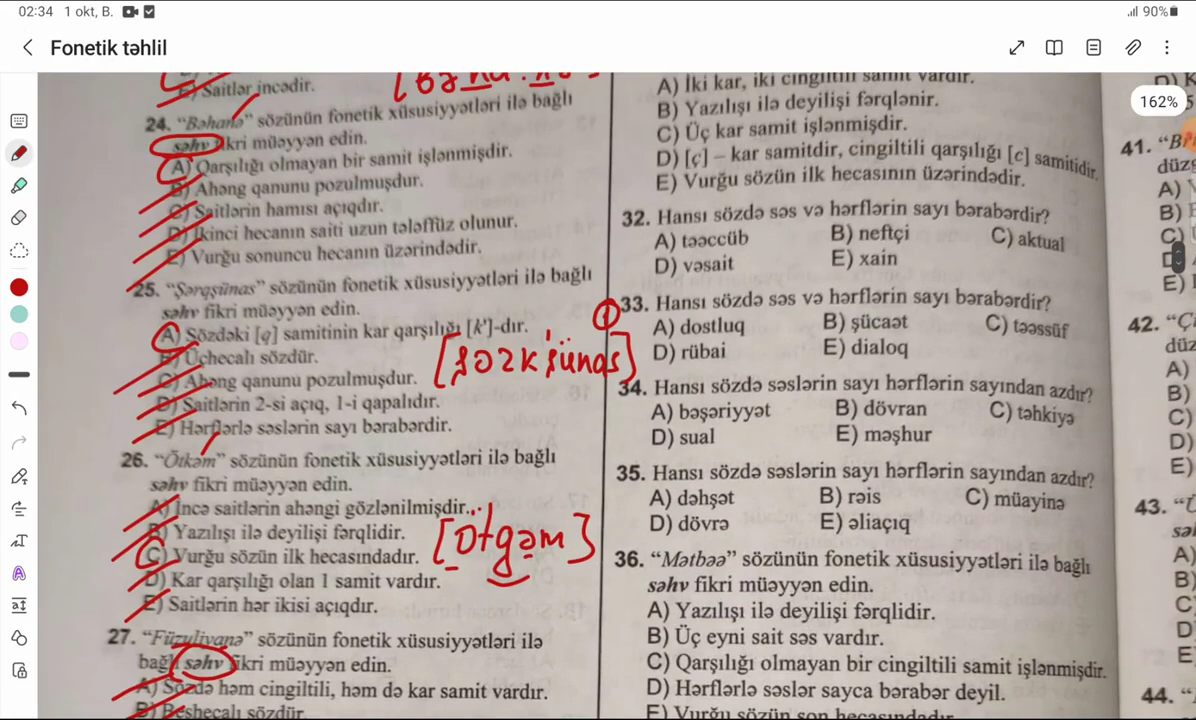 02:34 1 okt, B.
90%
Fonetik təhlil
162%
E) Saitlər incədir.
24. “Bəhanə” sözünün fonetik xüsusiyyətləri ilə bağlı
səhv fikri müəyyən edin.
A) Qarşılığı olmayan bir samit işlənmişdir.
B) Ahəng qanunu pozulmuşdur.
C) Saitlərin hamısı açıqdır.
D) İkinci hecanın saiti uzun tələffüz olunur.
E) Vurğu sonuncu hecanın üzərindədir.
25. “Şərqşünas” sözünün fonetik xüsusiyyətləri ilə bağlı
səhv fikri müəyyən edin.
A) Sözdəki [q] samitinin kar qarşılığı [k']-dır.
B) Üçhecalı sözdür.
C) Ahəng qanunu pozulmuşdur.
D) Saitlərin 2-si açıq, 1-i qapalıdır.
E) Hərflərlə səslərin sayı bərabərdir.
26. “Ötkəm” sözünün fonetik xüsusiyyətləri ilə bağlı
səhv fikri müəyyən edin.
A) İncə saitlərin ahəngi gözlənilmişdir.
B) Yazılışı ilə deyilişi fərqlidir.
[ötgəm]
C) Vurğu sözün ilk hecasındadır.
D) Kar qarşılığı olan 1 samit vardır.
E) Saitlərin hər ikisi açıqdır.
27. “Füzuliyanə” sözünün fonetik xüsusiyyətləri ilə
bağlı səhv fikri müəyyən edin.
A) Sözdə həm cingiltili, həm də kar samit vardır.
B) Beşhecalı sözdür
A) İki kar, iki cingiltili samit vardır.
B) Yazılışı ilə deyilişi fərqlənir.
C) Üç kar samit işlənmişdir.
D) [ç] – kar samitdir, cingiltili qarşılığı [c] samitidir.
E) Vurğu sözün ilk hecasının üzərindədir.
32. Hansı sözdə səs və hərflərin sayı bərabərdir?
A) təəccüb B) neftçi C) aktual
D) vəsait E) xain
33. Hansı sözdə səs və hərflərin sayı bərabərdir?
A) dostluq B) şücaət C) təəssüf
D) rübai E) dialoq
34. Hansı sözdə səslərin sayı hərflərin sayından azdır?
A) bəşəriyyət B) dövran C) təhkiyə
D) sual E) məşhur
35. Hansı sözdə səslərin sayı hərflərin sayından azdır?
A) dəhşət B) rəis C) müayinə
D) dövrə E) əliaçıq
36. “Mətbəə” sözünün fonetik xüsusiyyətləri ilə bağlı
səhv fikri müəyyən edin.
A) Yazılışı ilə deyilişi fərqlidir.
B) Üç eyni sait səs vardır.
C) Qarşılığı olmayan bir cingiltili samit işlənmişdir.
D) Hərflərlə səslər sayca bərabər deyil.
E) Vurğu sözün son hecasındadır
41.
düz
A)
B)
C)
E)
42.
düz
A)
B)
C)
D)
E)
43.
A)
B)
C
D
E
44.